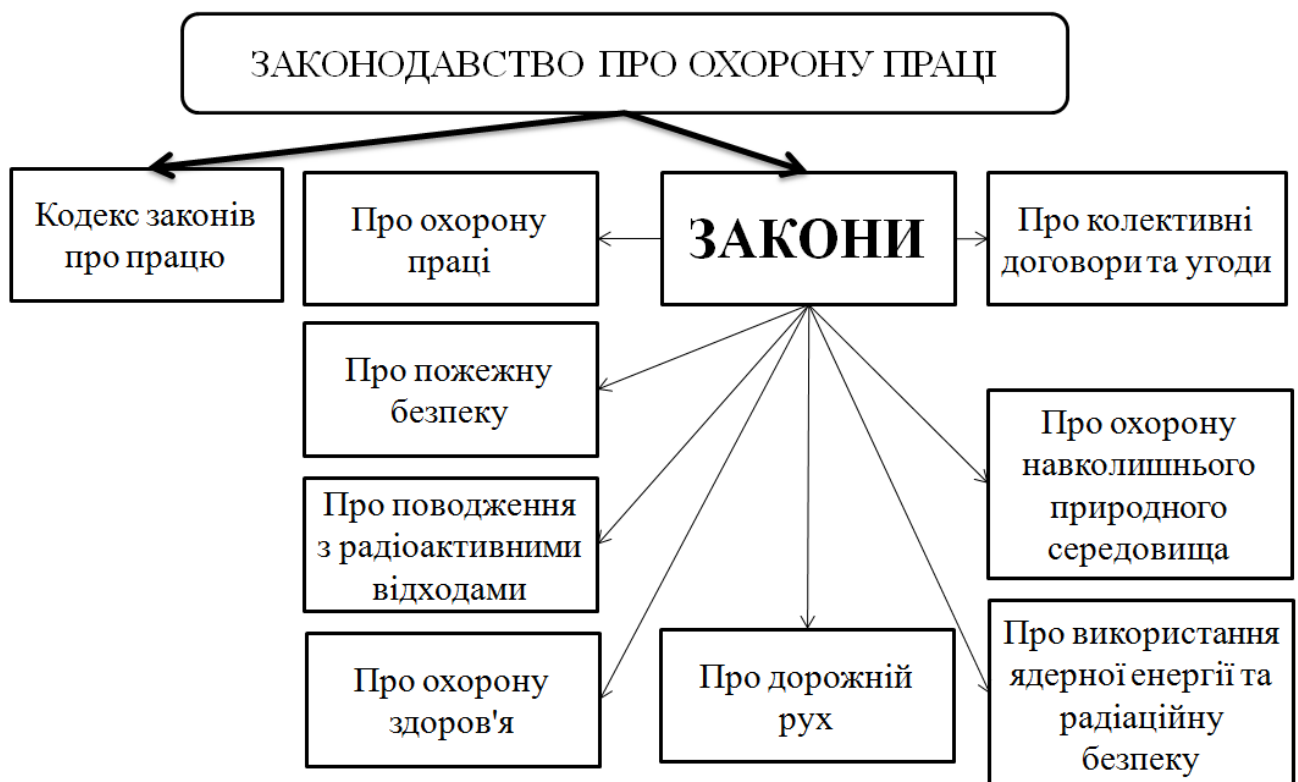 ЗАКОНОДАВСТВО ПРО ОХОРОНУ ПРАЦІ
Кодекс законів
про працю
Про охорону
праці
ЗАКОНИ
Про колективні
договори та угоди
Про пожежну
безпеку
Про охорону
навколишнього
природного
середовища
Про поводження
з радіоактивними
відходами
Про охорону
здоров'я
Про дорожній
рух
Про використання
ядерної енергії та
радіаційну
безпеку